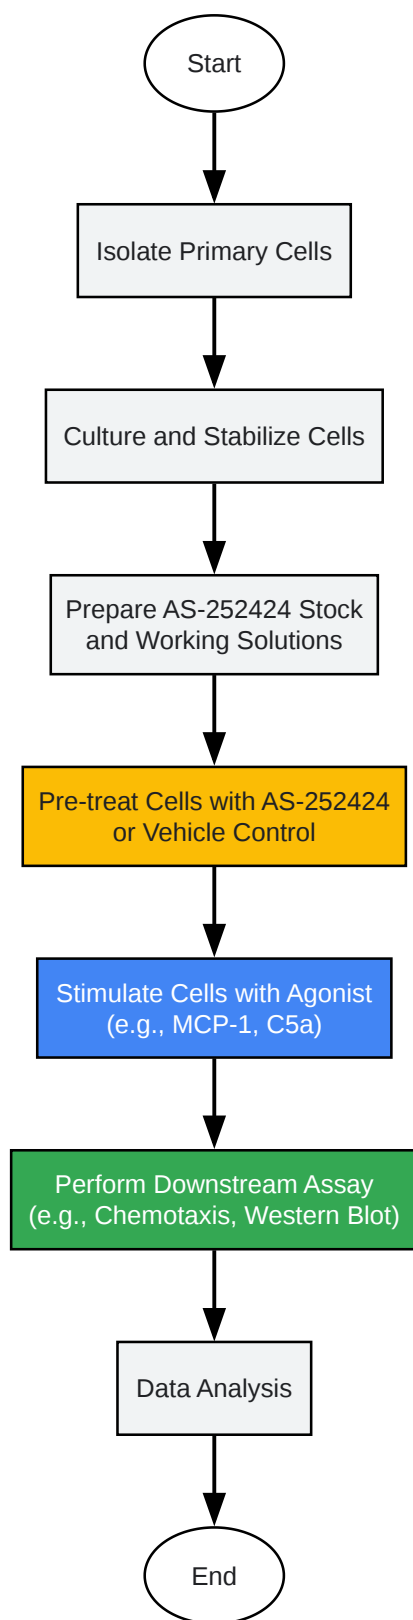 Start
Isolate Primary Cells
Culture and Stabilize Cells
Prepare AS-252424 Stock
and Working Solutions
Pre-treat Cells with AS-252424
or Vehicle Control
Stimulate Cells with Agonist
(e.g., MCP-1, C5a)
Perform Downstream Assay
(e.g., Chemotaxis, Western Blot)
Data Analysis
End